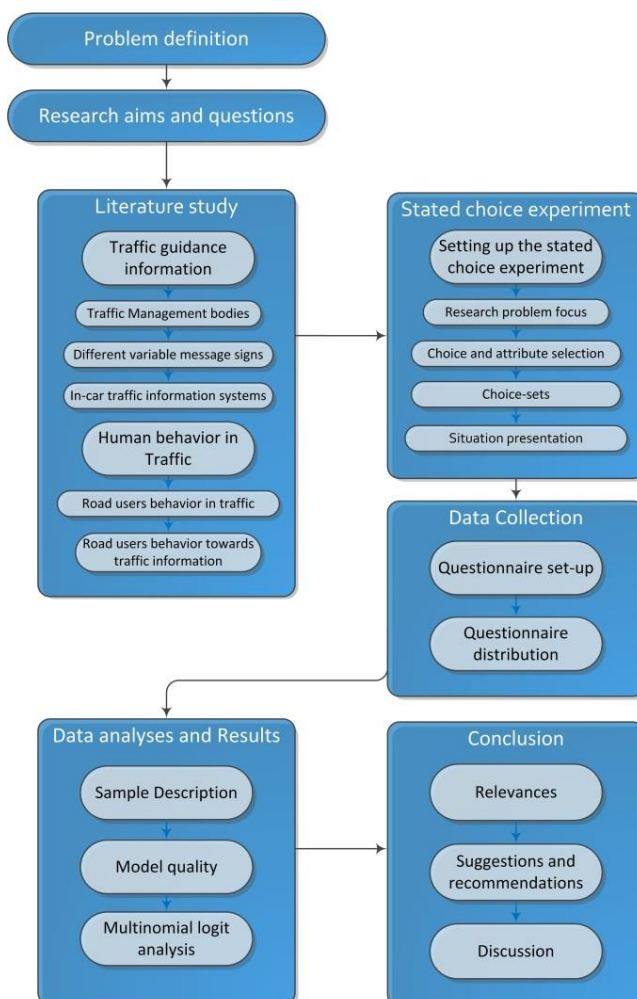 Problem definition
Research aims and questions
Literature study
Traffic guidance
information
Traffic Management bodies
Different variable message signs
In-car traffic information systems
Human behavior in
Traffic
Road users behavior in traffic
Road users behavior towards
traffic information
Stated choice experiment
Setting up the stated
choice experiment
Research problem focus
Choice and attribute selection
Choice-sets
Situation presentation
Data Collection
Questionnaire set-up
Questionnaire
distribution
Data analyses and Results
Sample Description
Model quality
Multinomial logit
analysis
Conclusion
Relevances
Suggestions and
recommendations
Discussion